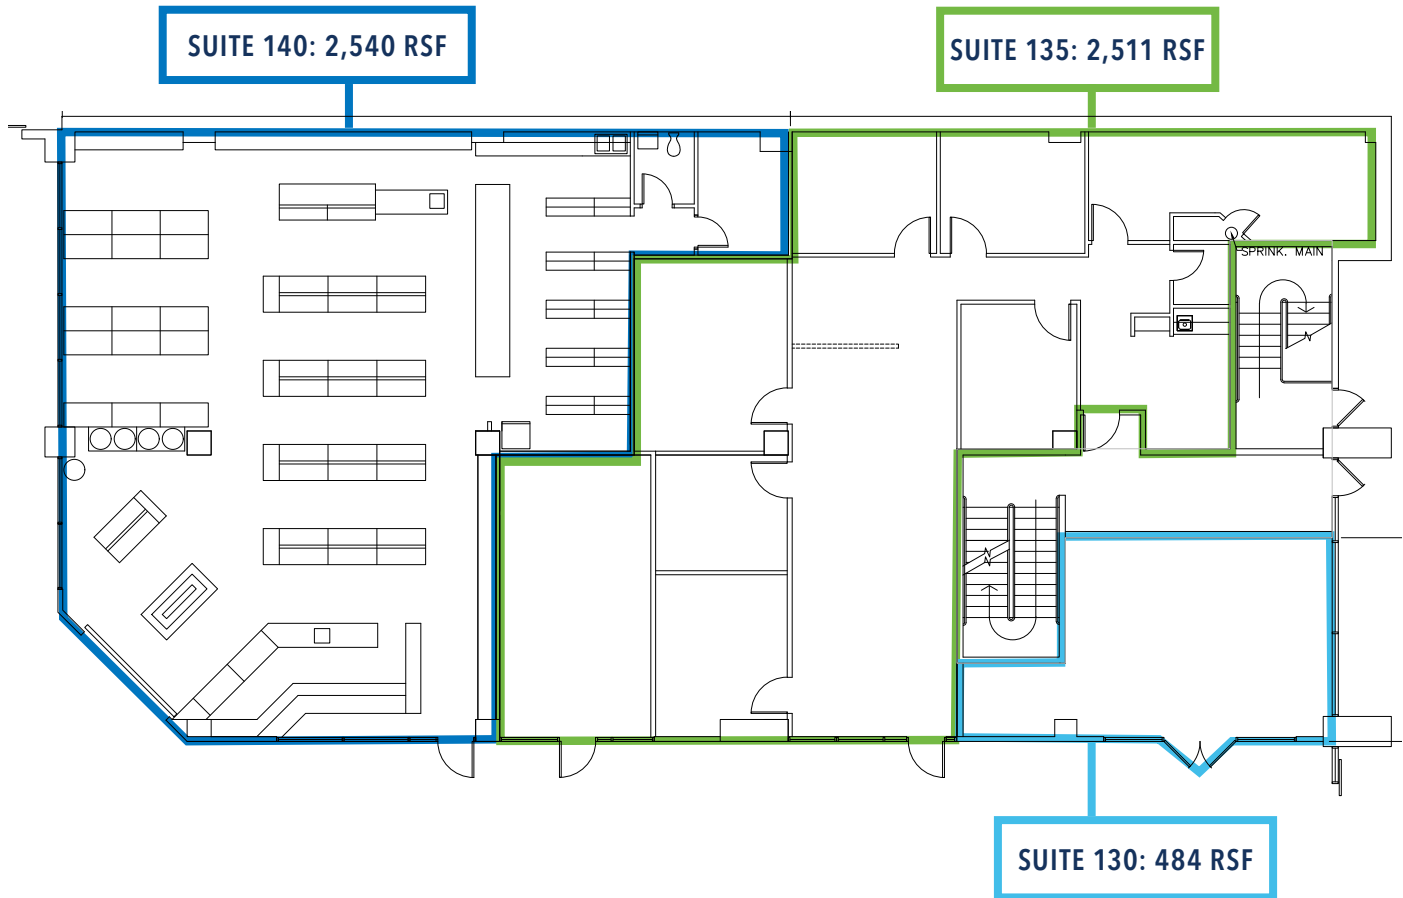 SUITE 140: 2,540 RSF
SUITE 135: 2,511 RSF
SPRINK. MAIN
SUITE 130: 484 RSF